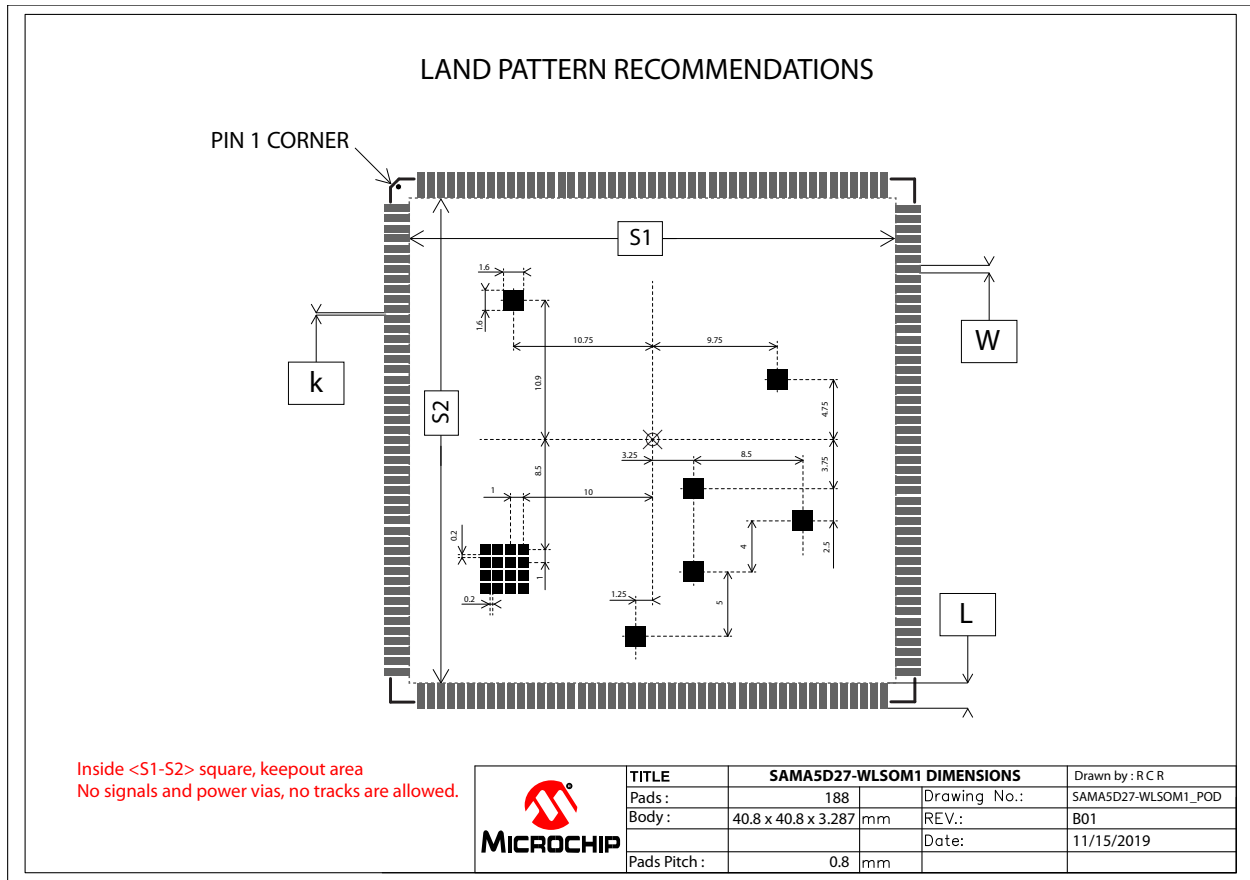 LAND PATTERN RECOMMENDATIONS
PIN 1 CORNER
S1
1.6
1.6
W
10.75
9.75
k
10.9
S2
4.75
3.25
8.5
3.75
8.5
1
10
0.2
4
2.5
1
0.2
1.25
5
L
Inside <S1-S2> square, keepout area
No signals and power vias, no tracks are allowed.
MICROCHIP
TITLE SAMA5D27-WLSOM1 DIMENSIONS Drawn by : R C R
Pads : 188 Drawing No.: SAMA5D27-WLSOM1_POD
Body : 40.8 x 40.8 x 3.287 mm REV.: B01
Date: 11/15/2019
Pads Pitch : 0.8 mm